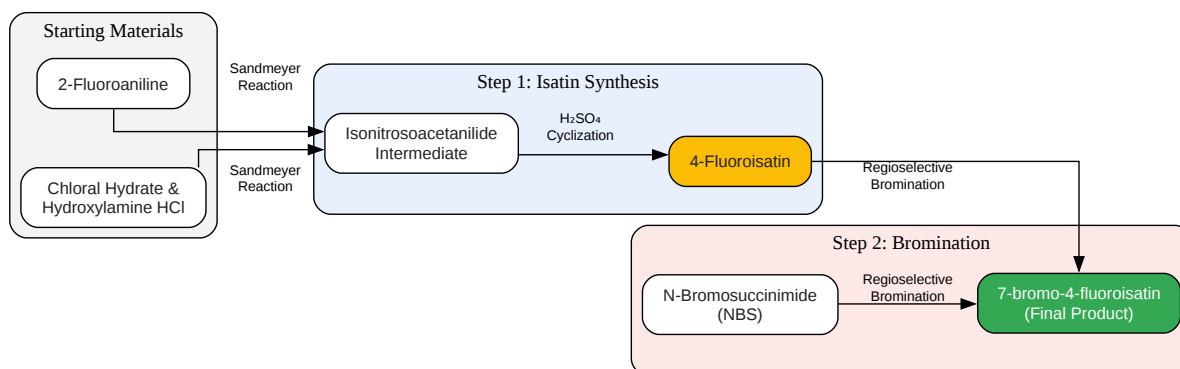 Starting Materials
2-Fluoroaniline
Chloral Hydrate &
Hydroxylamine HCl
Sandmeyer
Reaction
Sandmeyer
Reaction
Step 1: Isatin Synthesis
Isonitrosoacetanilide
Intermediate
H₂SO₄
Cyclization
4-Fluoroisatin
Regioselective
Bromination
Step 2: Bromination
N-Bromosuccinimide
(NBS)
Regioselective
Bromination
7-bromo-4-fluoroisatin
(Final Product)